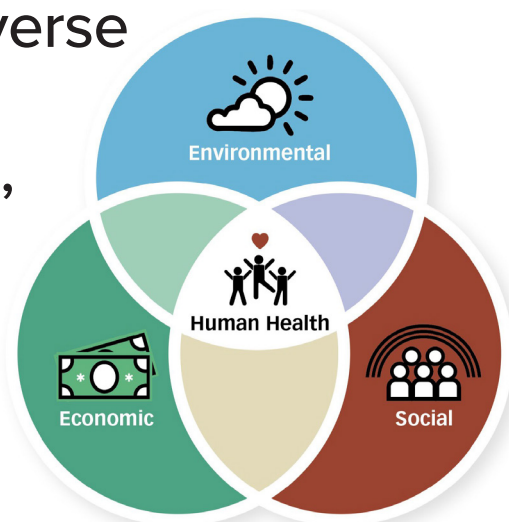 verse
,
Environmental
Human Health
Economic
Social